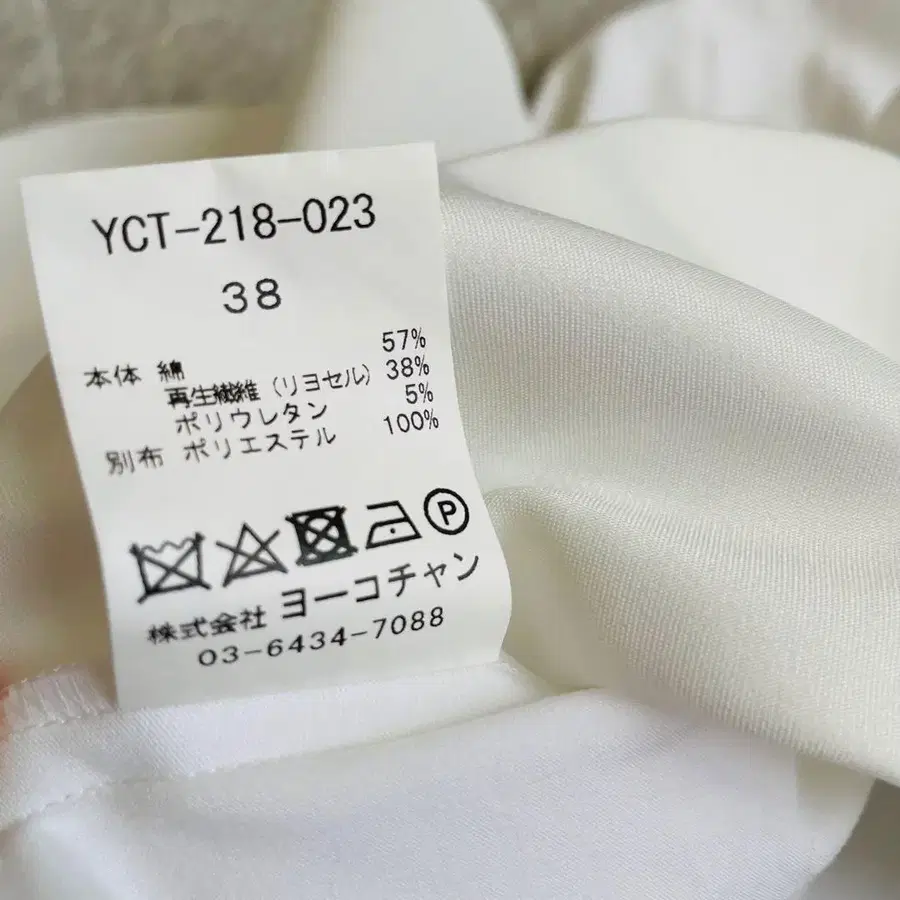 YCT-218-023
38
本体 綿 57%
再生繊維(リヨセル) 38%
ポリウレタン 5%
別布 ポリエステル 100%
P
株式会社 ヨーコチャン
03-6434-7088